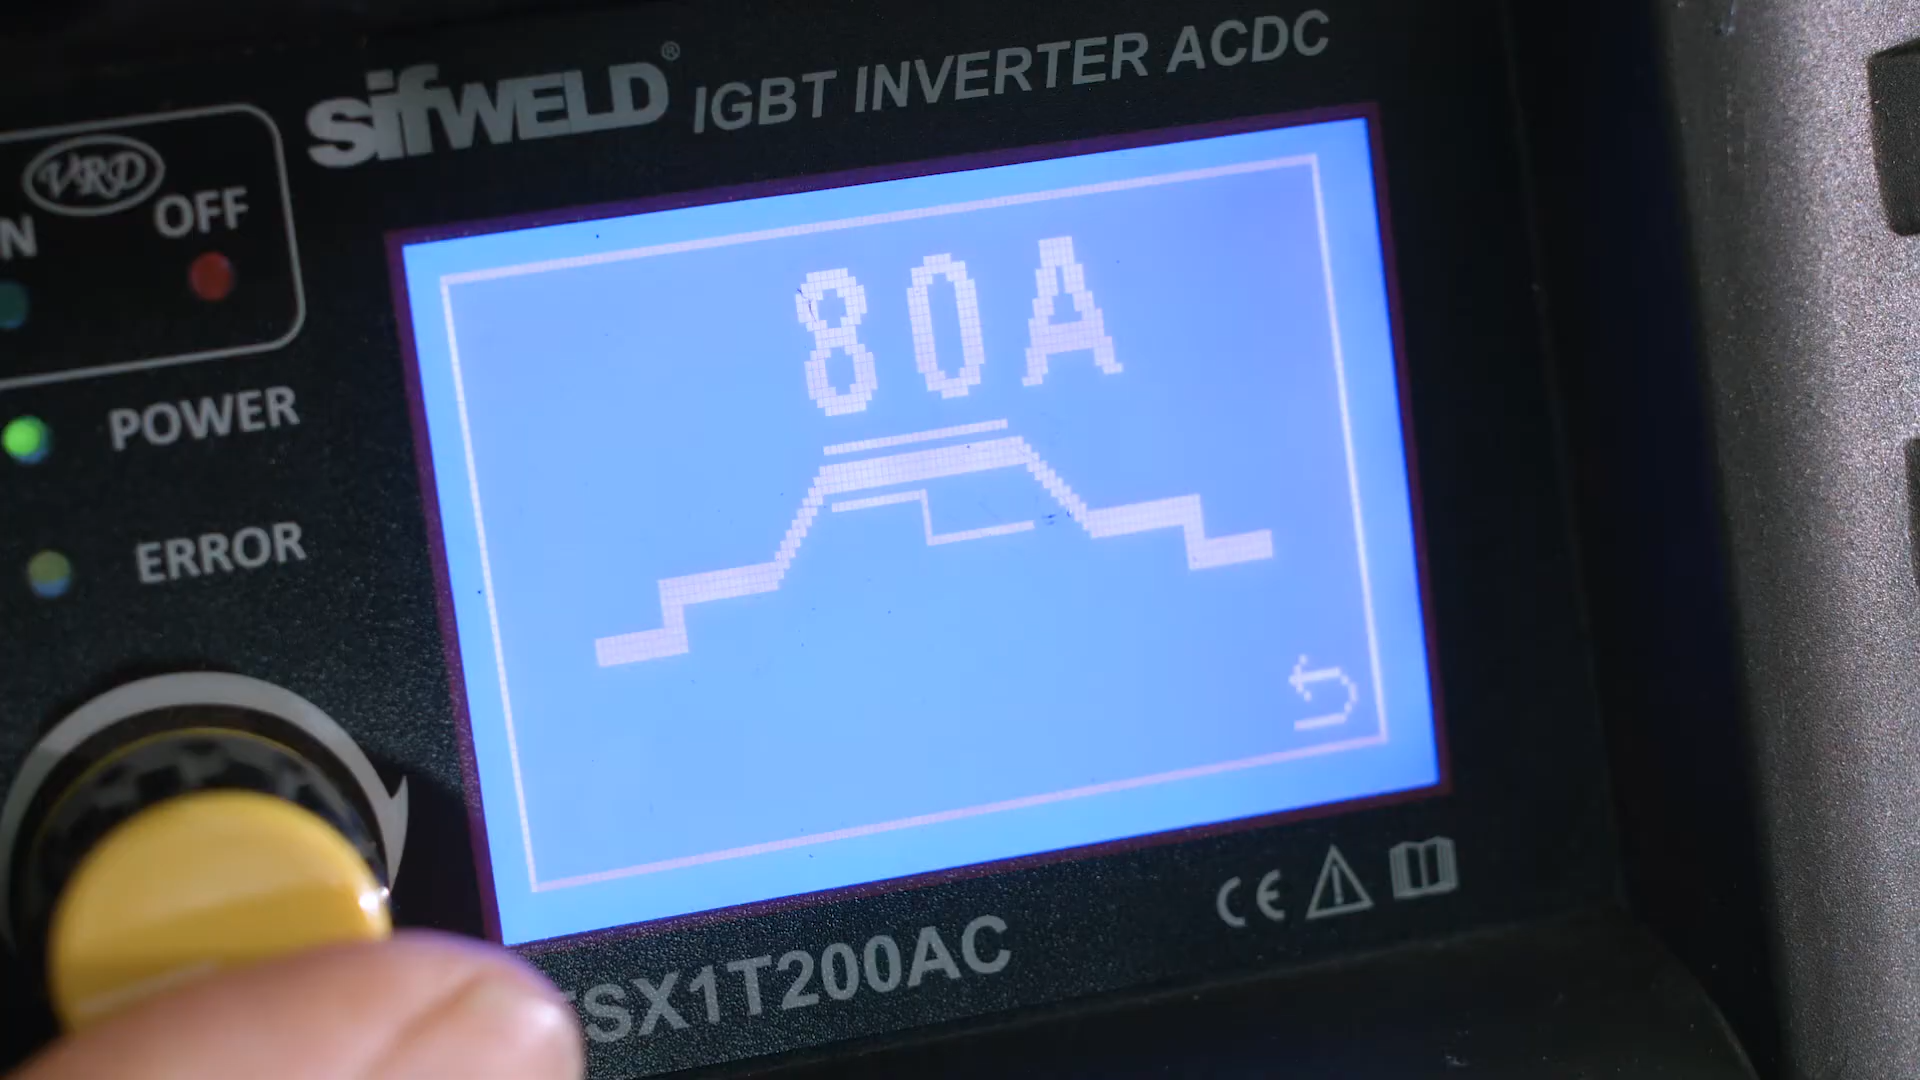 sifWELD® IGBT INVERTER ACDC
VRD
OFF
80A
POWER
ERROR
CE
SX1T200AC